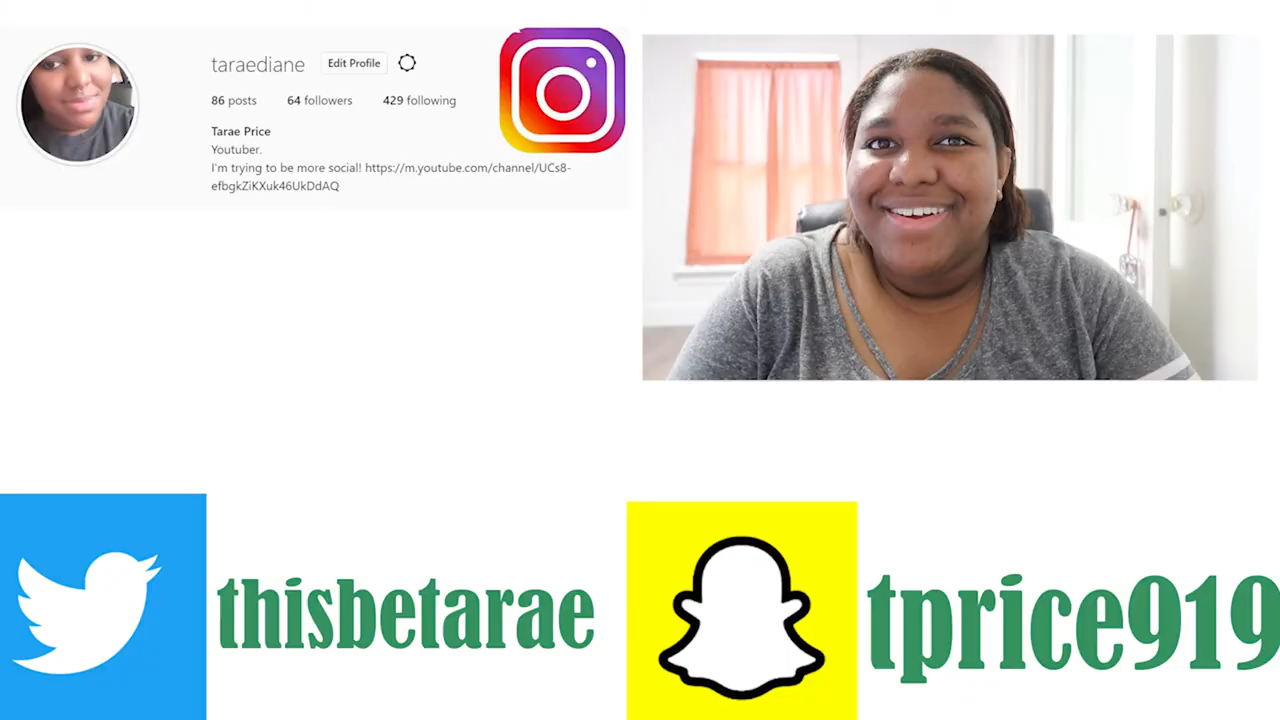 taraediane Edit Profile
86 posts 64 followers 429 following
Tarae Price
Youtuber.
I'm trying to be more social! https://m.youtube.com/channel/UCs8-
efbgkZiKXuk46UkDdAQ
thisbetarae
tprice919